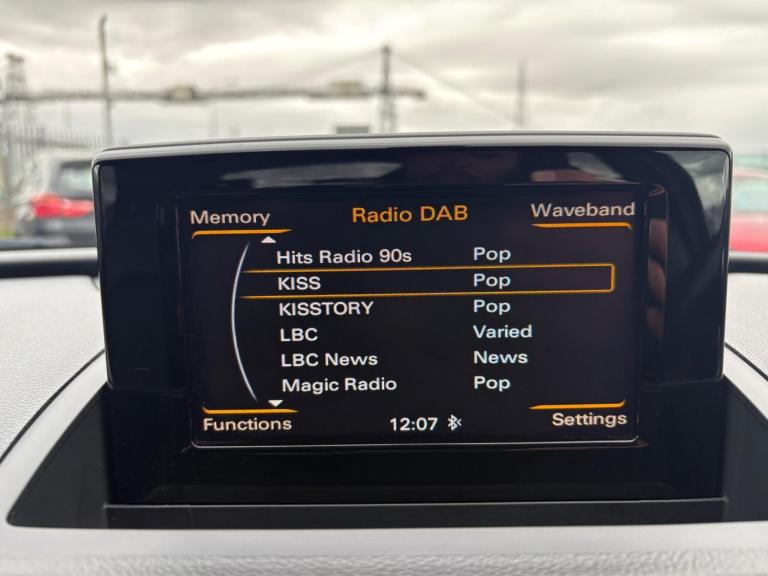 Memory Radio DAB Waveband
Hits Radio 90s Pop
KISS Pop
KISSTORY Pop
LBC Varied
LBC News News
Magic Radio Pop
Functions 12:07 Settings